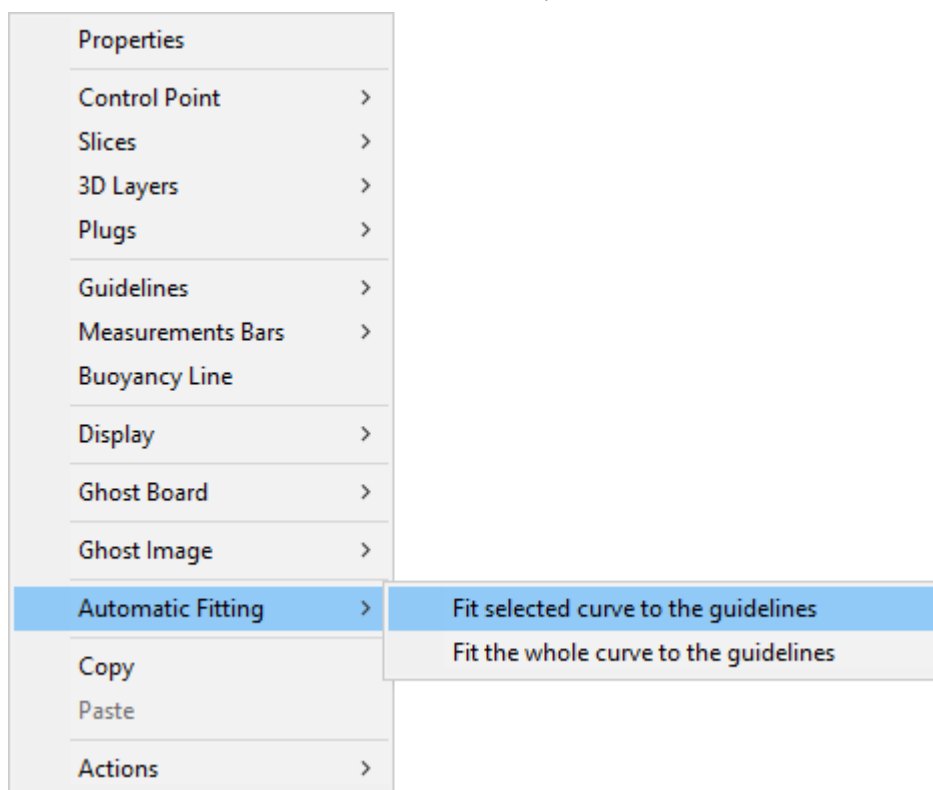 Properties
Control Point
Slices
3D Layers
Plugs
Guidelines
Measurements Bars
Buoyancy Line
Display
Ghost Board
Ghost Image
Automatic Fitting
Fit selected curve to the guidelines
Fit the whole curve to the guidelines
Copy
Paste
Actions